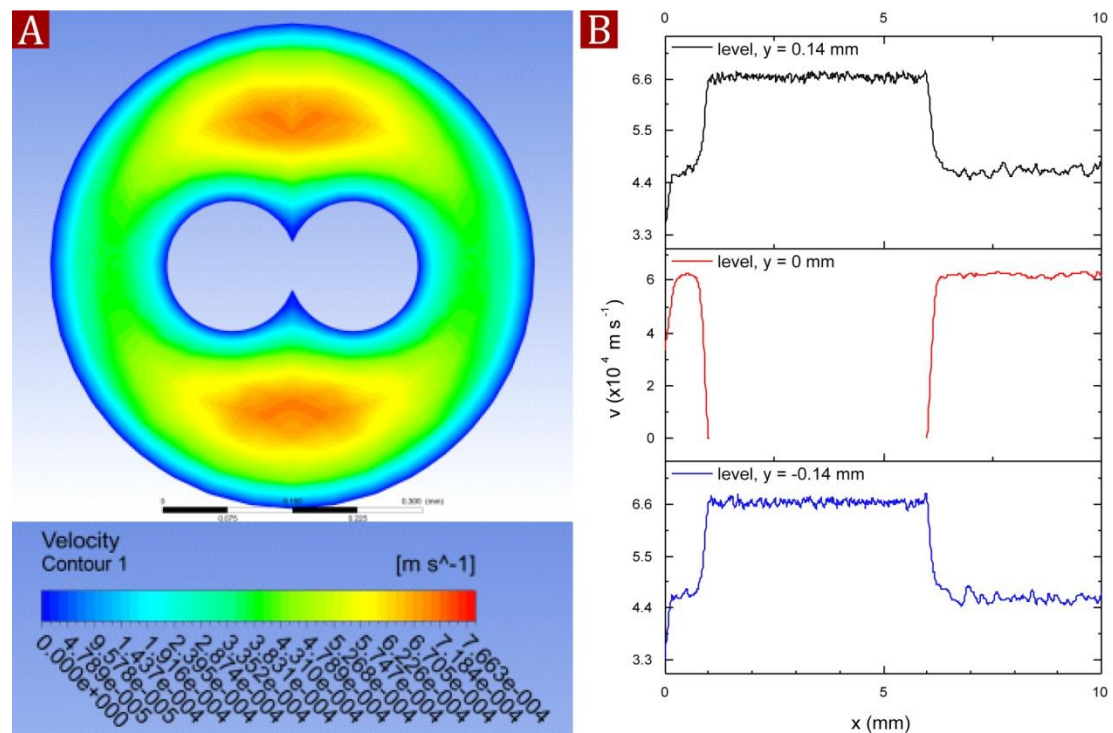 A
0
0.150
0.300 (mm)
0.075
0.225
Velocity
Contour 1
[m s^-1]
0.000e+000
4.789e-005
9.578e-005
1.437e-004
1.916e-004
2.395e-004
2.874e-004
3.352e-004
3.831e-004
4.310e-004
4.789e-004
5.268e-004
5.747e-004
6.226e-004
6.705e-004
7.184e-004
7.663e-004
B
0
5
10
level, y = 0.14 mm
6.6
5.5
4.4
3.3
level, y = 0 mm
6
4
2
0
v (x10⁴ m s⁻¹)
level, y = -0.14 mm
6.6
5.5
4.4
3.3
0
5
10
x (mm)